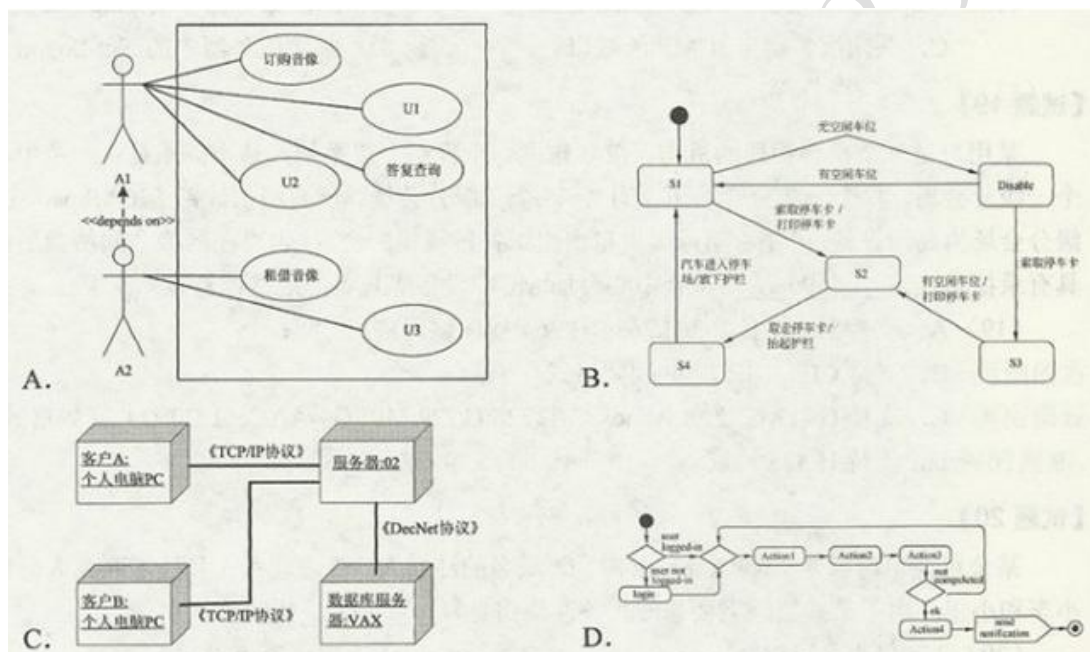 订购音像
U1
答复查询
U2
A1
<<depends on>>
租借音像
U3
A2
A.
无空闲车位
有空闲车位
S1
Disable
索取停车卡/
打印停车卡
汽车进入停车
场/放下护栏
S2
有空闲车位/
打印停车卡
索取停车卡
取走停车卡/
抬起护栏
S4
S3
B.
客户A:
个人电脑PC
《TCP/IP协议》
服务器:02
《DecNet协议》
客户B:
个人电脑PC
《TCP/IP协议》
数据库服务
器:VAX
C.
user
logged-in
user not
logged-in
login
Action1
Action2
Action3
not
completed
ok
Action4
send
notification
D.